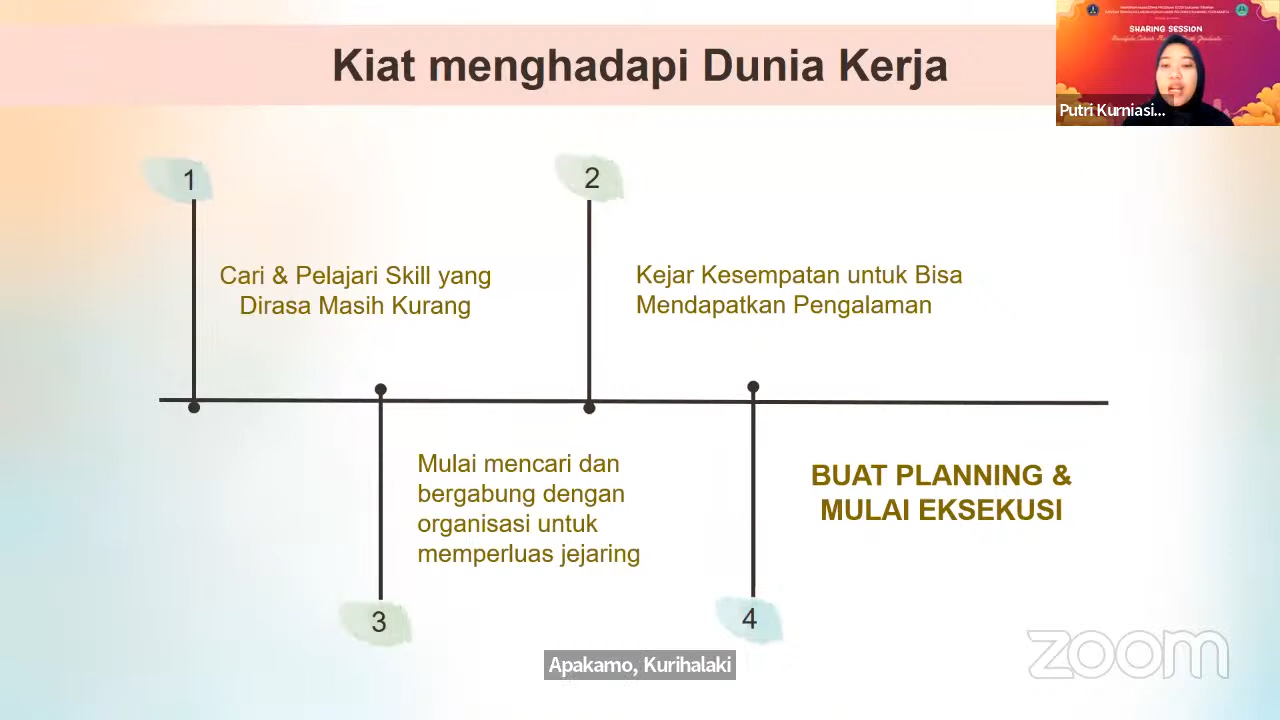 Kiat menghadapi Dunia Kerja
SHARING SESSION
Putri Kurniasi...
1
Cari & Pelajari Skill yang
Dirasa Masih Kurang
2
Kejar Kesempatan untuk Bisa
Mendapatkan Pengalaman
Mulai mencari dan
bergabung dengan
organisasi untuk
memperluas jejaring
3
BUAT PLANNING &
MULAI EKSEKUSI
4
Apakamo, Kurihalaki
zoom